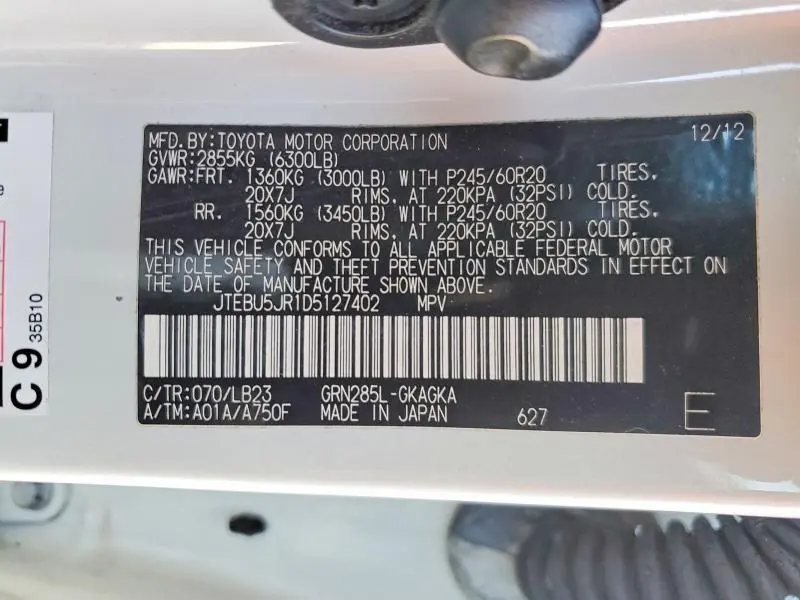 MFD.BY:TOYOTA MOTOR CORPORATION 12/12
GVWR:2855KG (6300LB)
GAWR:FRT. 1360KG (3000LB) WITH P245/60R20 TIRES,
20X7J RIMS, AT 220KPA (32PSI) COLD.
RR. 1560KG (3450LB) WITH P245/60R20 TIRES,
20X7J RIMS, AT 220KPA (32PSI) COLD.
THIS VEHICLE CONFORMS TO ALL APPLICABLE FEDERAL MOTOR
VEHICLE SAFETY AND THEFT PREVENTION STANDARDS IN EFFECT ON
THE DATE OF MANUFACTURE SHOWN ABOVE.
JTEBU5JR1D5127402 MPV
C/TR:070/LB23 GRN285L-GKAGKA
A/TM:A01A/A750F MADE IN JAPAN 627 E
C 9 35B10